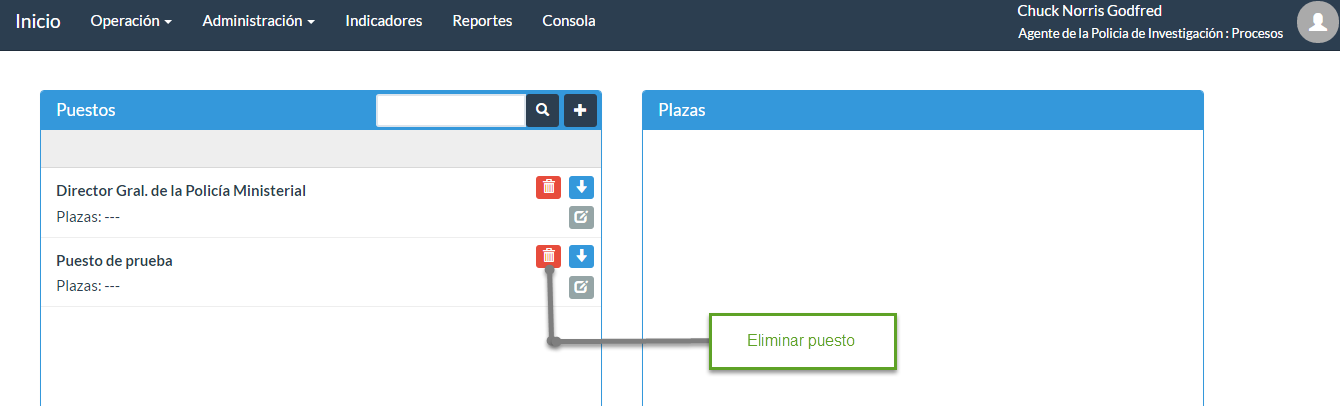 Inicio Operación Administración Indicadores Reportes Consola
Chuck Norris Godfred
Agente de la Policia de Investigación : Procesos
Puestos
Plazas
Director Gral. de la Policía Ministerial
Plazas: ---
Puesto de prueba
Plazas: ---
Eliminar puesto